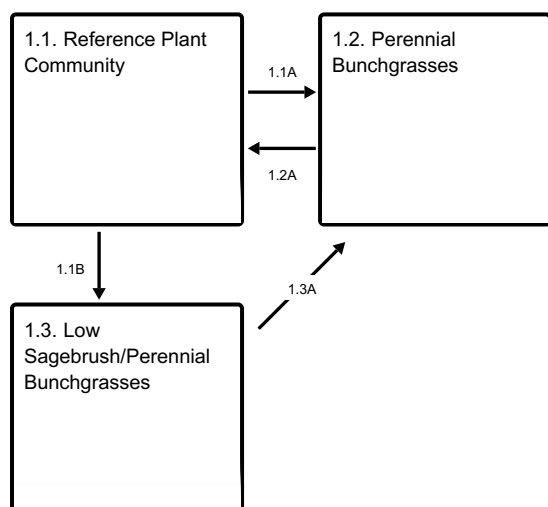 1.1. Reference Plant
Community
1.1A
1.2. Perennial
Bunchgrasses
1.2A
1.1B
1.3A
1.3. Low
Sagebrush/Perennial
Bunchgrasses